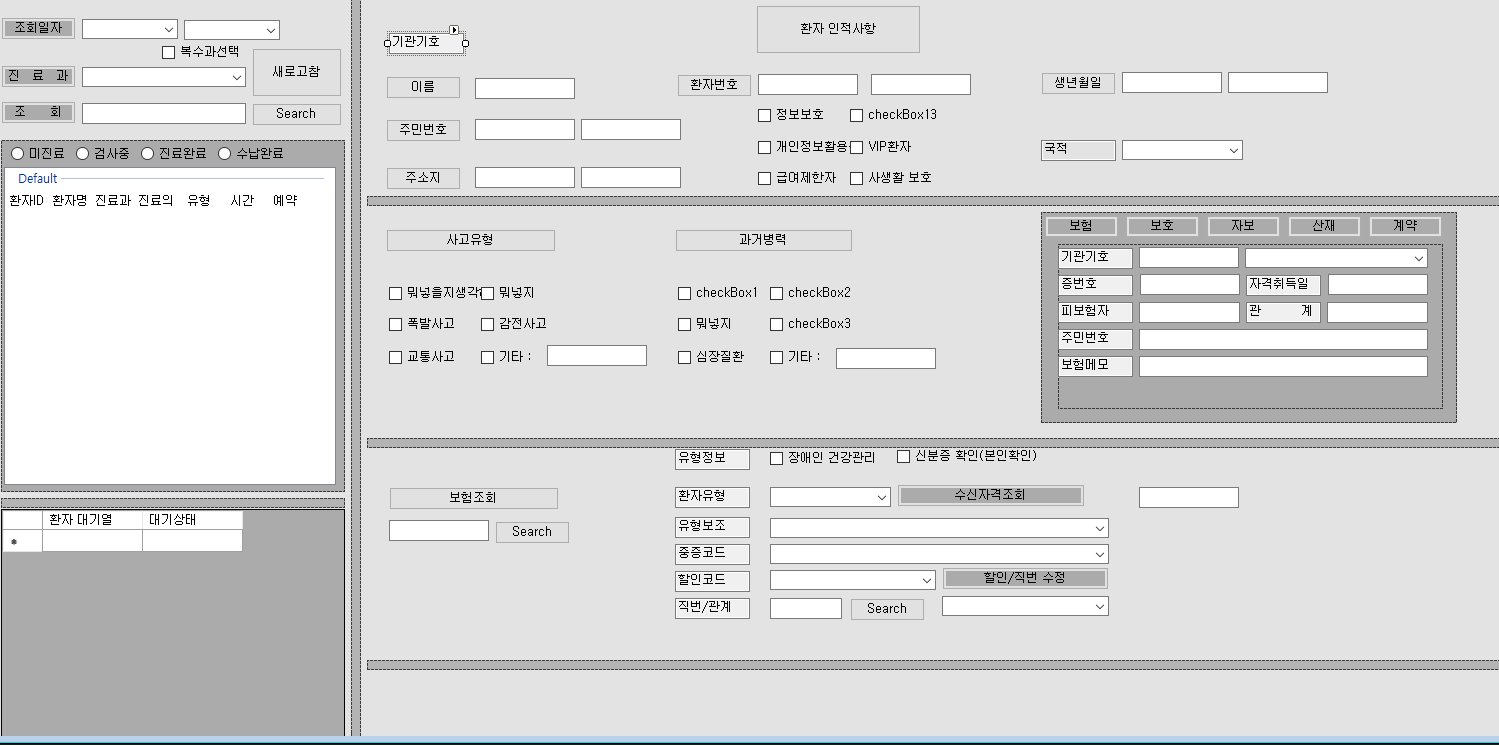 조회일자
복수과선택
진 료 과
새로고침
조 회
Search
미진료 검사중 진료완료 수납완료
Default
환자ID 환자명 진료과 진료의 유형 시간 예약
환자 대기열 대기상태
환자 인적사항
기관기호
이름
환자번호
생년월일
정보보호 checkBox13
주민번호
개인정보활용 VIP환자
국적
주소지
급여제한자 사생활 보호
사고유형
과거병력
뭐넣을지생각 뭐넣지
checkBox1 checkBox2
폭발사고 감전사고
뭐넣지 checkBox3
교통사고 기타 :
심장질환 기타 :
보험 보호 자보 산재 계약
기관기호
증번호 자격취득일
피보험자 관 계
주민번호
보험메모
유형정보 장애인 건강관리 신분증 확인(본인확인)
보험조회
Search
환자유형 수신자격조회
유형보조
중증코드
할인코드 할인/직번 수정
직번/관계 Search